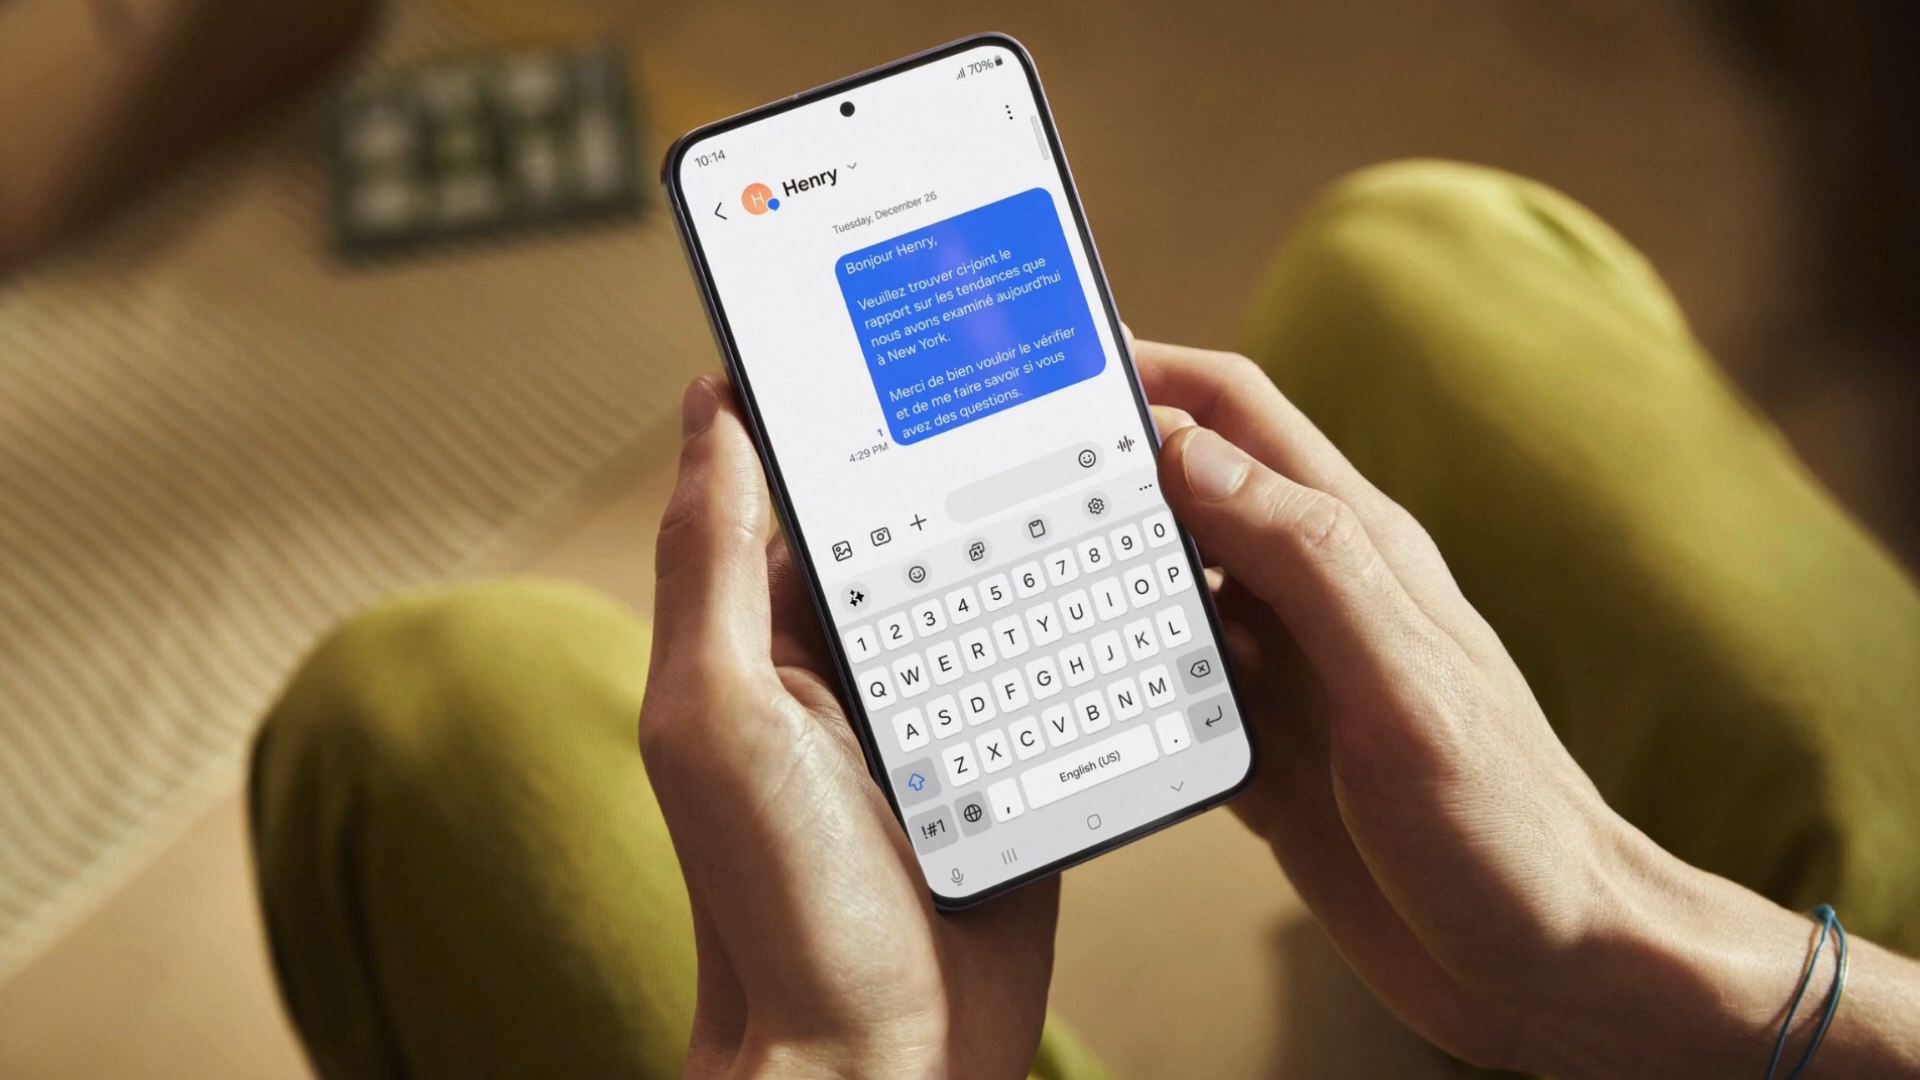 10:14
70%
H
Henry
Tuesday, December 26
Bonjour Henry,
Veuillez trouver ci-joint le
rapport sur les tendances que
nous avons examiné aujourd'hui
à New York.
Merci de bien vouloir le vérifier
et de me faire savoir si vous
avez des questions.
1
4:29 PM
1 2 3 4 5 6 7 8 9 0
Q W E R T Y U I O P
A S D F G H J K L
Z X C V B N M
!#1 , English (US) .